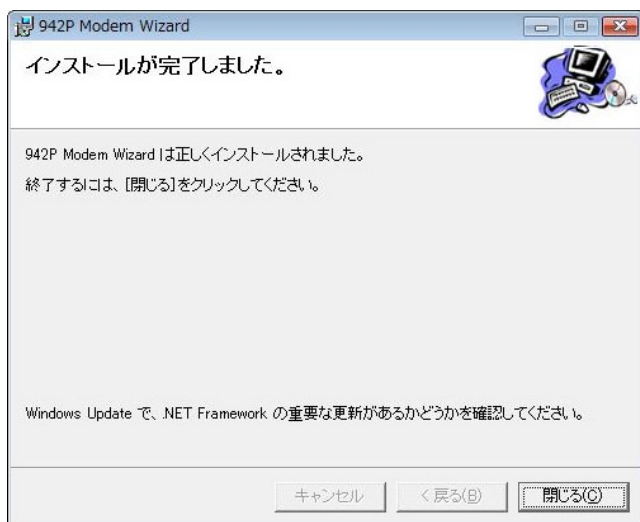 942P Modem Wizard
インストールが完了しました。
942P Modem Wizard は正しくインストールされました。
終了するには、[閉じる]をクリックしてください。
Windows Update で、.NET Framework の重要な更新があるかどうかを確認してください。
キャンセル
< 戻る(B)
閉じる(C)